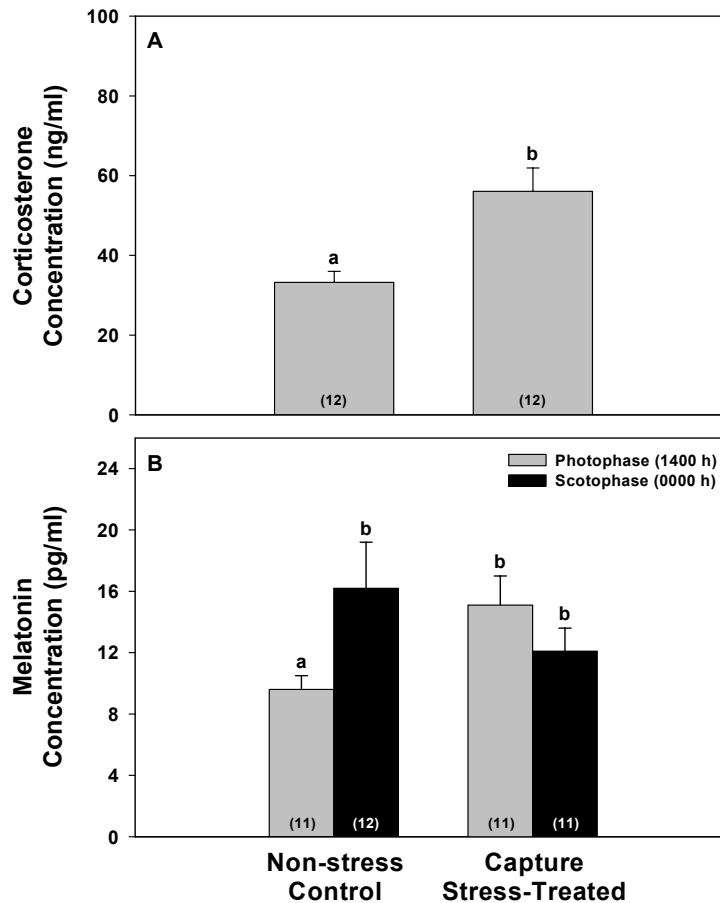 A
Corticosterone
Concentration (ng/ml)
100
80
60
40
20
0
a
b
(12)
(12)
B
Photophase (1400 h)
Scotophase (0000 h)
Melatonin
Concentration (pg/ml)
24
20
16
12
8
4
0
a
b
b
b
(11)
(12)
(11)
(11)
Non-stress
Control
Capture
Stress-Treated